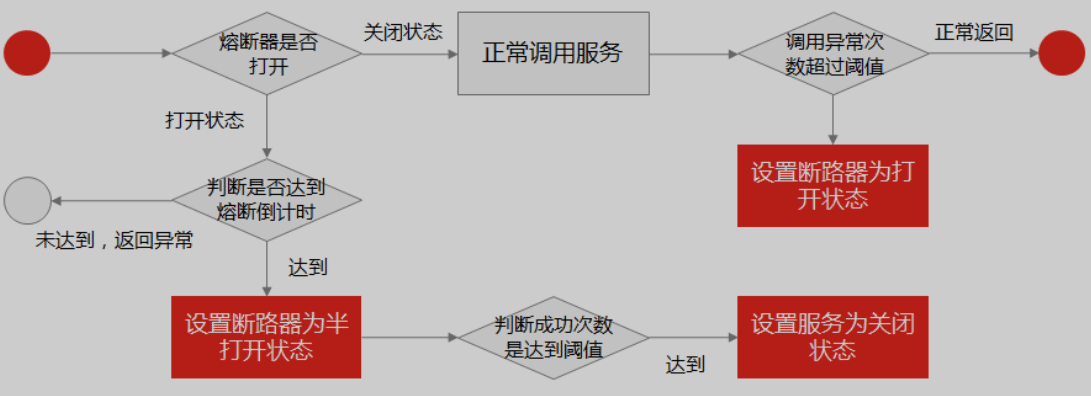 熔断器是否
打开
关闭状态
正常调用服务
调用异常次
数超过阈值
正常返回
打开状态
设置断路器为打
开状态
判断是否达到
熔断倒计时
未达到，返回异常
达到
设置断路器为半
打开状态
判断成功次数
是达到阈值
达到
设置服务为关闭
状态